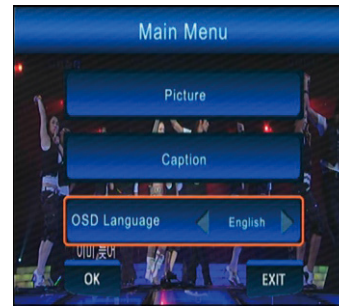 Main Menu
Picture
Caption
OSD Language
English
OK
EXIT